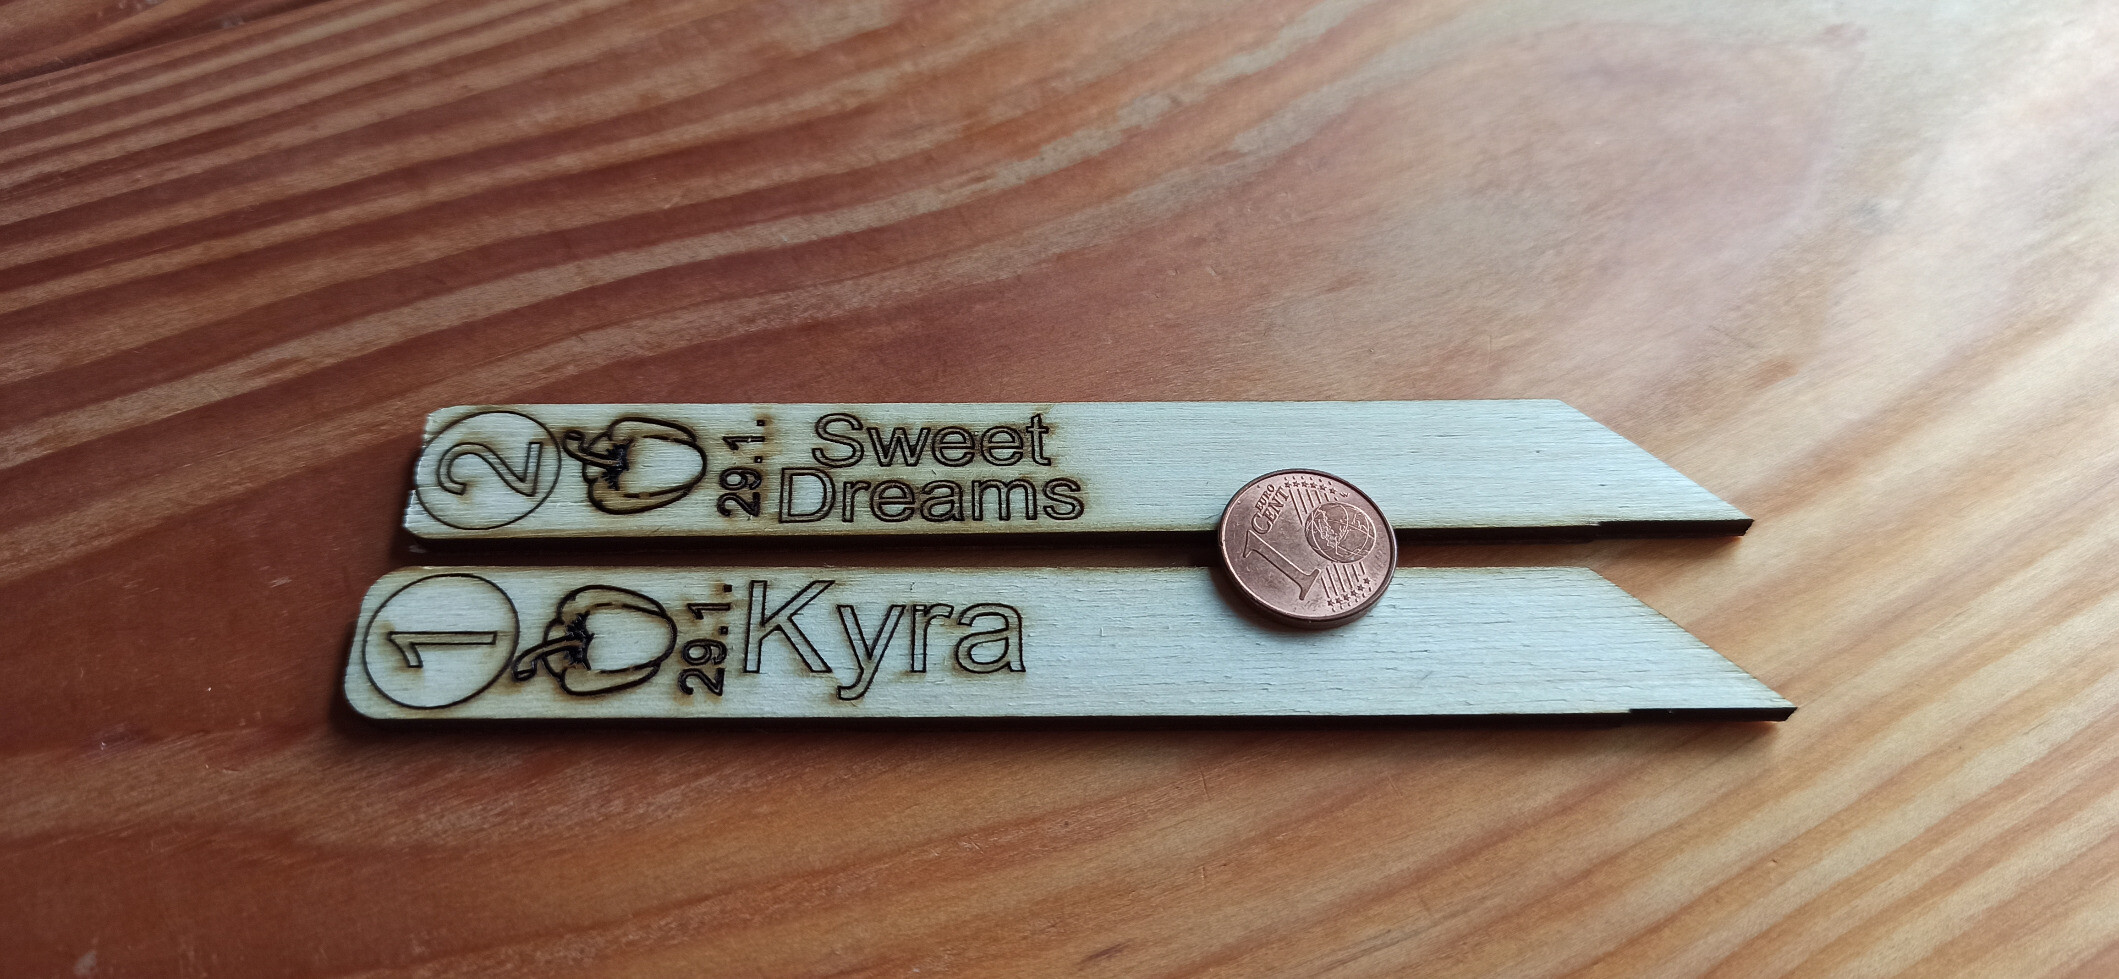 2
29.1.
Sweet
Dreams
1 EURO
CENT
1
29.1.
Kyra